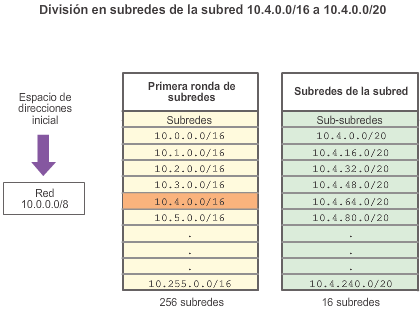 División en subredes de la subred 10.4.0.0/16 a 10.4.0.0/20
Espacio de
direcciones
inicial
Red
10.0.0.0/8
Primera ronda de
subredes
Subredes
10.0.0.0/16
10.1.0.0/16
10.2.0.0/16
10.3.0.0/16
10.4.0.0/16
10.5.0.0/16
.
.
.
10.255.0.0/16
256 subredes
Subredes de la subred
Sub-subredes
10.4.0.0/20
10.4.16.0/20
10.4.32.0/20
10.4.48.0/20
10.4.64.0/20
10.4.80.0/20
.
.
.
10.4.240.0/20
16 subredes